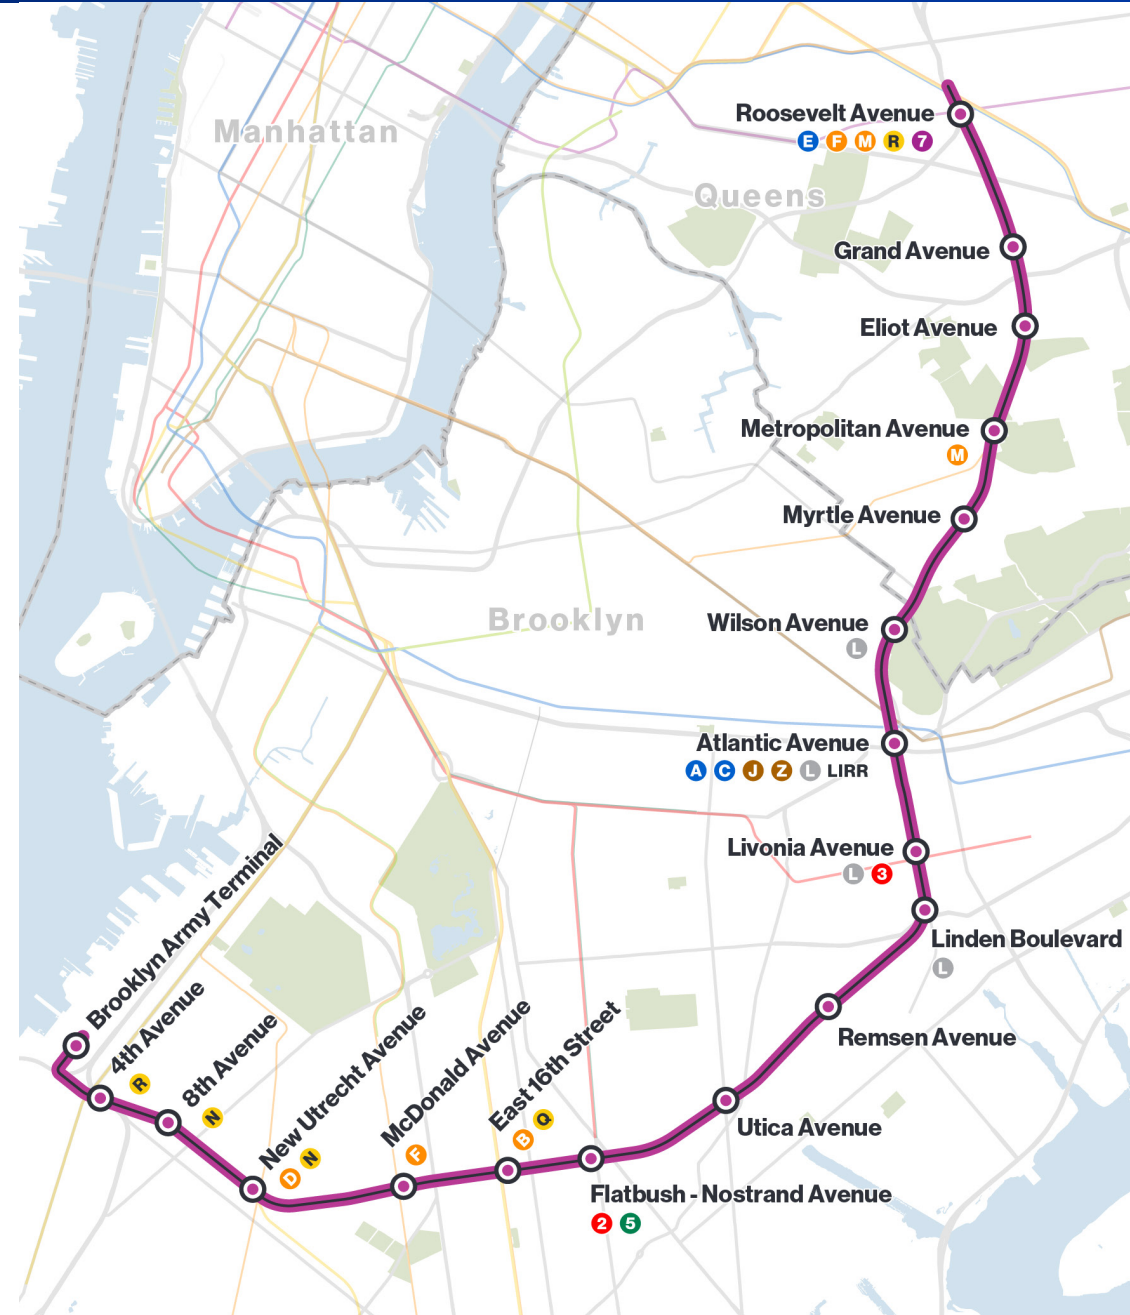 Manhattan
Roosevelt Avenue
E F M R 7
Queens
Grand Avenue
Eliot Avenue
Metropolitan Avenue
M
Myrtle Avenue
Brooklyn
Wilson Avenue
L
Atlantic Avenue
A C J Z L LIRR
Livonia Avenue
L 3
Linden Boulevard
L
Remsen Avenue
Utica Avenue
Flatbush - Nostrand Avenue
2 5
East 16th Street
B Q
McDonald Avenue
F
New Utrecht Avenue
D N
8th Avenue
N
4th Avenue
R
Brooklyn Army Terminal